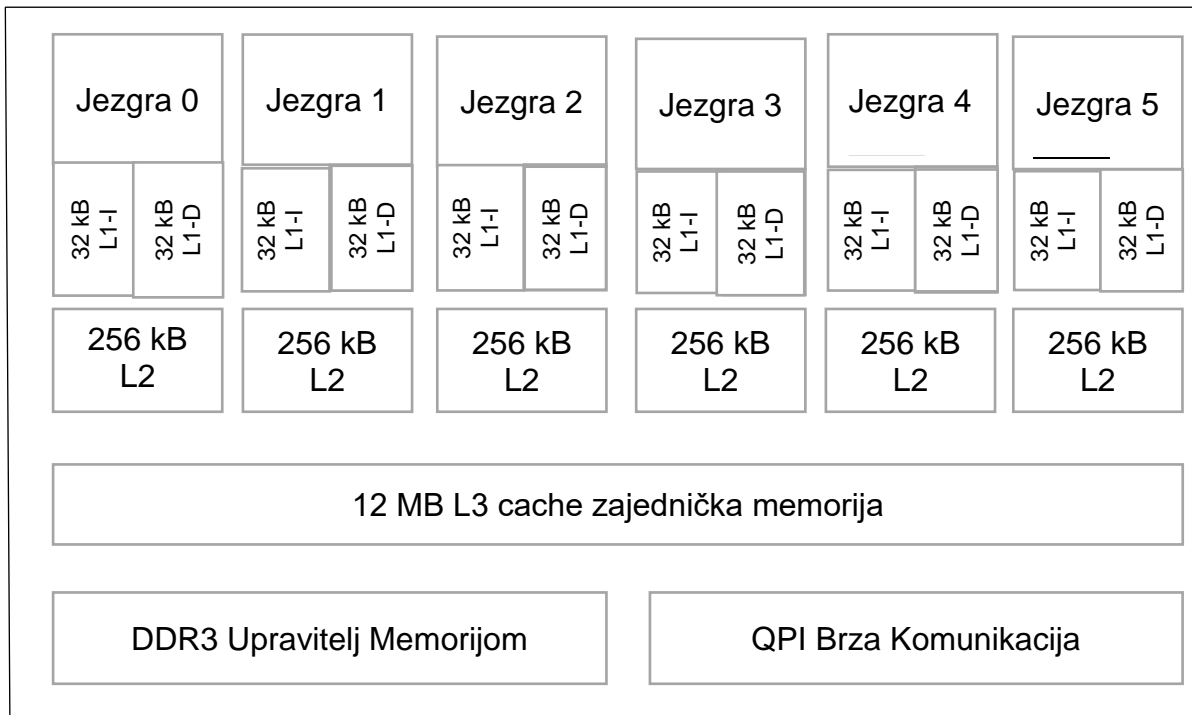 Jezgra 0
Jezgra 1
Jezgra 2
Jezgra 3
Jezgra 4
Jezgra 5
32 kB
L1-I
32 kB
L1-D
32 kB
L1-I
32 kB
L1-D
32 kB
L1-I
32 kB
L1-D
32 kB
L1-I
32 kB
L1-D
32 kB
L1-I
32 kB
L1-D
32 kB
L1-I
32 kB
L1-D
256 kB
L2
256 kB
L2
256 kB
L2
256 kB
L2
256 kB
L2
256 kB
L2
12 MB L3 cache zajednička memorija
DDR3 Upravitelj Memorijom
QPI Brza Komunikacija